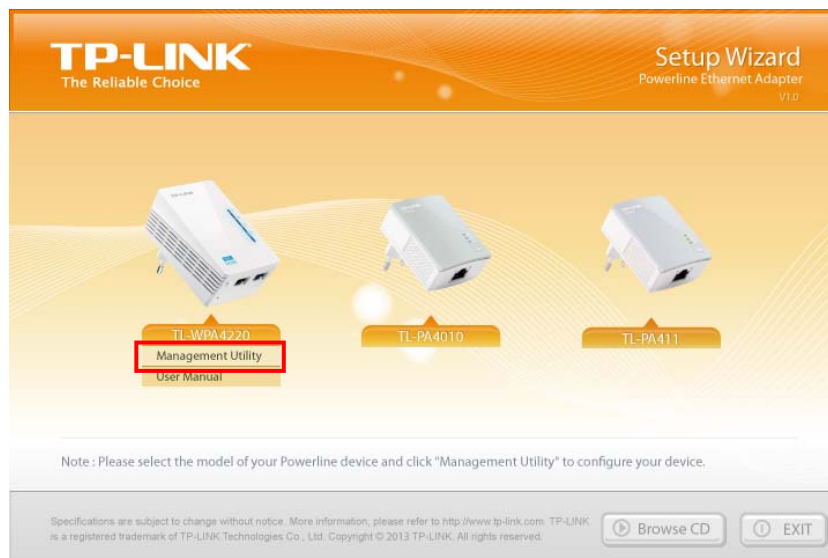 TP-LINK
The Reliable Choice
Setup Wizard
Powerline Ethernet Adapter
V1.0
TL-WPA4220
TL-PA4010
TL-PA411
Management Utility
User Manual
Note : Please select the model of your Powerline device and click "Management Utility" to configure your device.
Specifications are subject to change without notice. More information, please refer to http://www.tp-link.com. TP-LINK
is a registered trademark of TP-LINK Technologies Co., Ltd. Copyright © 2013 TP-LINK. All rights reserved.
Browse CD
EXIT